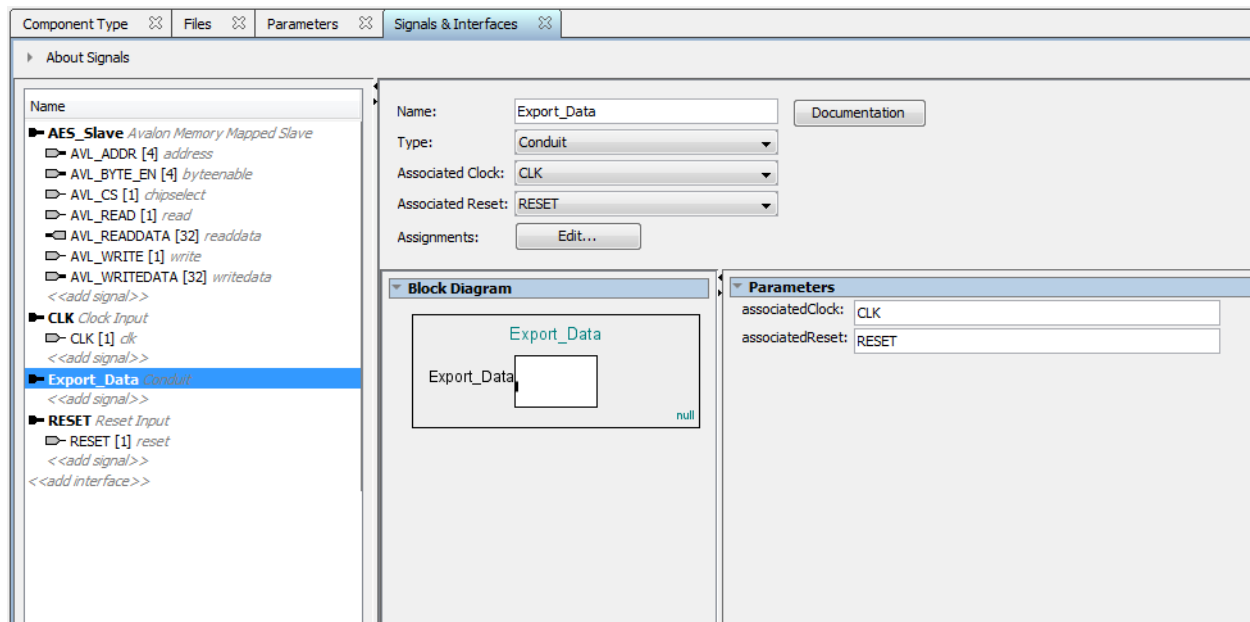 Component Type Files Parameters Signals & Interfaces
About Signals
Name
AES_Slave Avalon Memory Mapped Slave
AVL_ADDR [4] address
AVL_BYTE_EN [4] byteenable
AVL_CS [1] chipselect
AVL_READ [1] read
AVL_READDATA [32] readdata
AVL_WRITE [1] write
AVL_WRITEDATA [32] writedata
<<add signal>>
CLK Clock Input
CLK [1] clk
<<add signal>>
Export_Data Conduit
<<add signal>>
RESET Reset Input
RESET [1] reset
<<add signal>>
<<add interface>>
Name: Export_Data Documentation
Type: Conduit
Associated Clock: CLK
Associated Reset: RESET
Assignments: Edit...
Block Diagram
Export_Data
Export_Data
null
Parameters
associatedClock: CLK
associatedReset: RESET